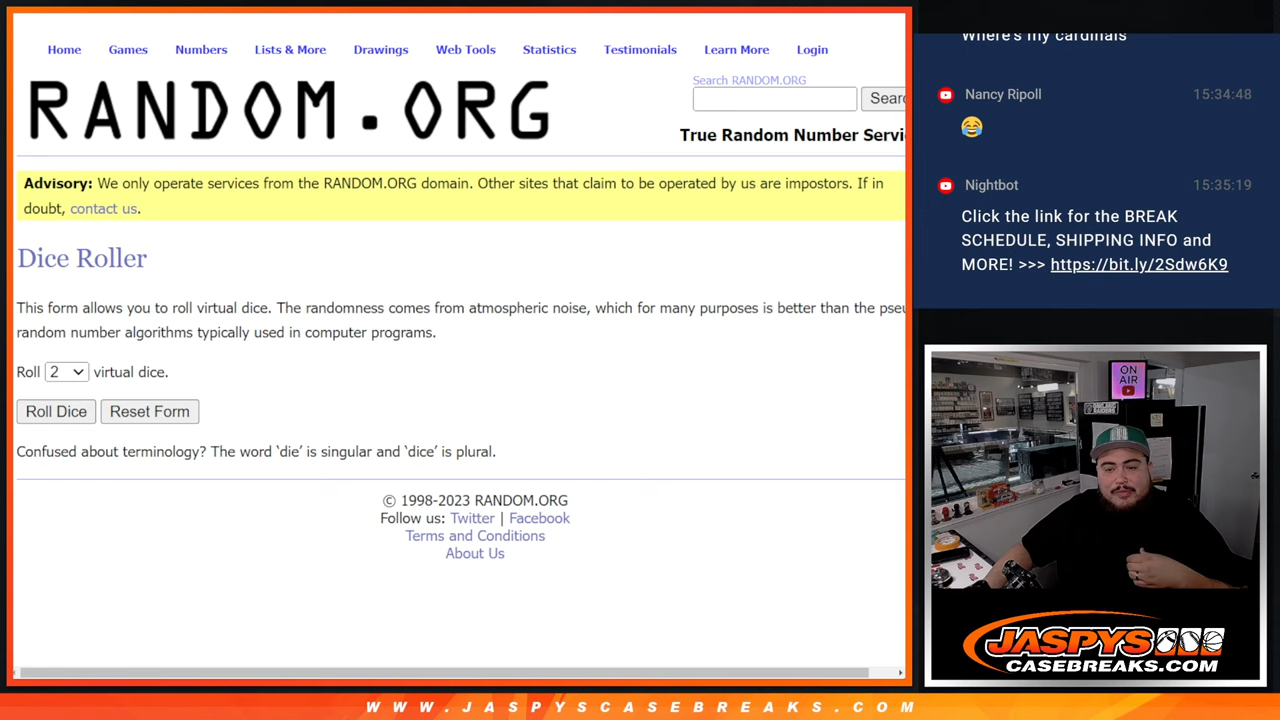 Home Games Numbers Lists & More Drawings Web Tools Statistics Testimonials Learn More Login
RANDOM.ORG
Search RANDOM.ORG
Searc
True Random Number Servi
Advisory: We only operate services from the RANDOM.ORG domain. Other sites that claim to be operated by us are impostors. If in
doubt, contact us.
Dice Roller
This form allows you to roll virtual dice. The randomness comes from atmospheric noise, which for many purposes is better than the pseu
random number algorithms typically used in computer programs.
Roll 2 virtual dice.
Roll Dice Reset Form
Confused about terminology? The word ‘die’ is singular and ‘dice’ is plural.
© 1998-2023 RANDOM.ORG
Follow us: Twitter | Facebook
Terms and Conditions
About Us
Where's my cardinals
Nancy Ripoll 15:34:48
😂
Nightbot 15:35:19
Click the link for the BREAK
SCHEDULE, SHIPPING INFO and
MORE! >>> https://bit.ly/2Sdw6K9
ON
AIR
JASPYS
CASEBREAKS.COM
WWW.JASPYSCASEBREAKS.COM